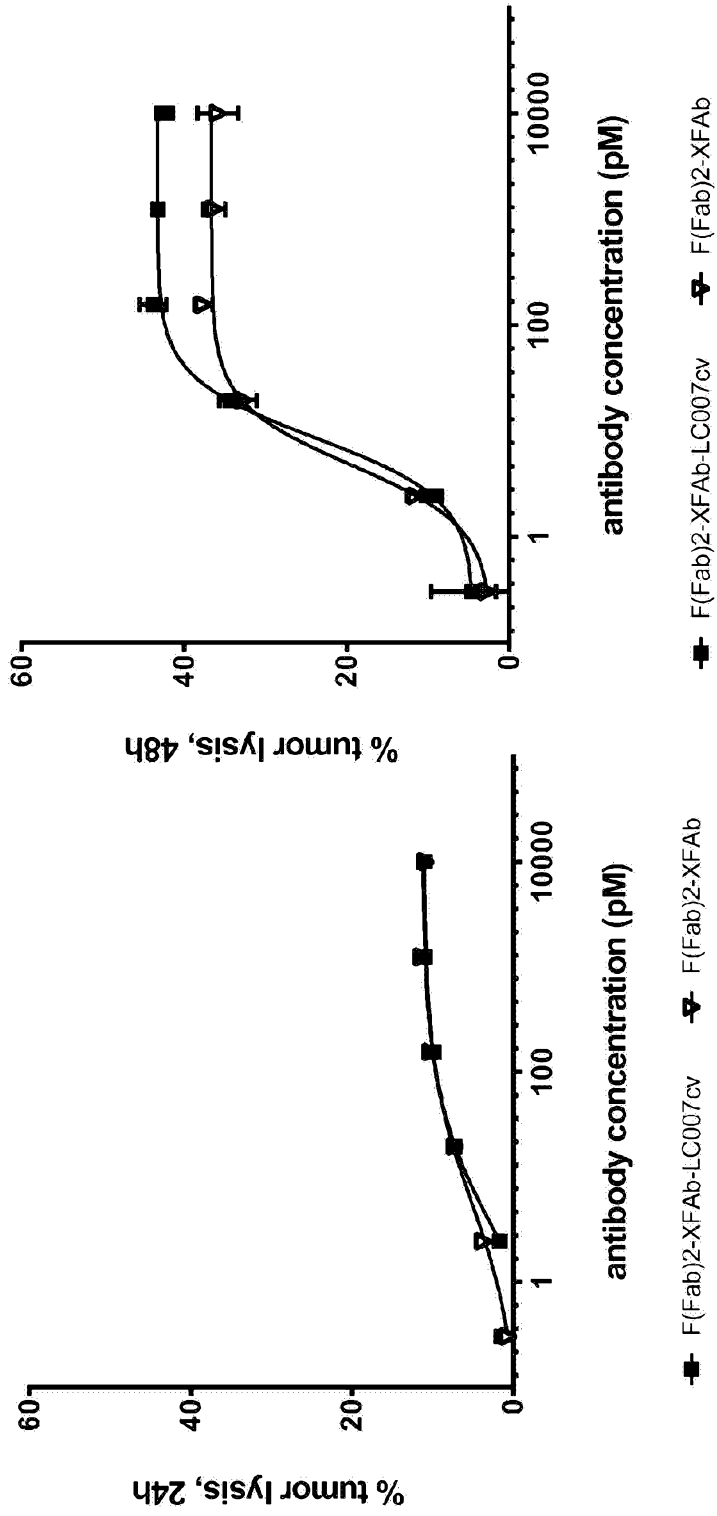 % tumor lysis, 24h
60
40
20
0
1
100
10000
antibody concentration (pM)
F(Fab)2-XFAb-LC007cv
F(Fab)2-XFAb
% tumor lysis, 48h
60
40
20
0
1
100
10000
antibody concentration (pM)
F(Fab)2-XFAb-LC007cv
F(Fab)2-XFAb